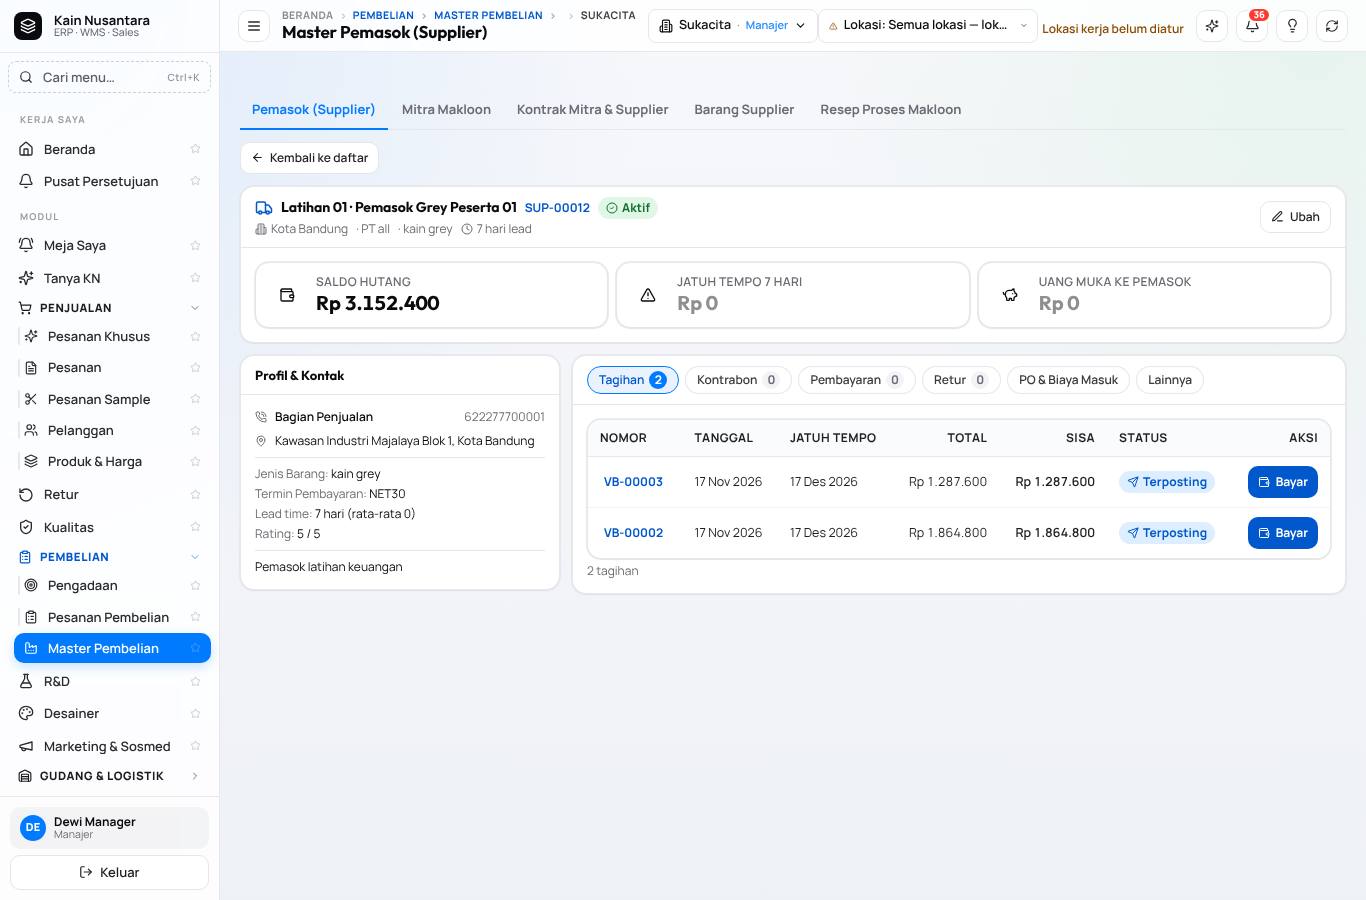 Kain Nusantara
ERP · WMS · Sales
Cari menu... Ctrl+K
KERJA SAYA
Beranda
Pusat Persetujuan
MODUL
Meja Saya
Tanya KN
PENJUALAN
Pesanan Khusus
Pesanan
Pesanan Sample
Pelanggan
Produk & Harga
Retur
Kualitas
PEMBELIAN
Pengadaan
Pesanan Pembelian
Master Pembelian
R&D
Desainer
Marketing & Sosmed
GUDANG & LOGISTIK
DE
Dewi Manager
Manajer
Keluar
BERANDA > PEMBELIAN > MASTER PEMBELIAN > > SUKACITA
Master Pemasok (Supplier)
Sukacita · Manajer
Lokasi: Semua lokasi — lok...
Lokasi kerja belum diatur
36
Pemasok (Supplier) Mitra Makloon Kontrak Mitra & Supplier Barang Supplier Resep Proses Makloon
Kembali ke daftar
Latihan 01 · Pemasok Grey Peserta 01 SUP-00012 Aktif
Kota Bandung · PT all · kain grey 7 hari lead
Ubah
SALDO HUTANG
Rp 3.152.400
JATUH TEMPO 7 HARI
Rp 0
UANG MUKA KE PEMASOK
Rp 0
Profil & Kontak
Bagian Penjualan 622277700001
Kawasan Industri Majalaya Blok 1, Kota Bandung
Jenis Barang: kain grey
Termin Pembayaran: NET30
Lead time: 7 hari (rata-rata 0)
Rating: 5 / 5
Pemasok latihan keuangan
Tagihan 2 Kontrabon 0 Pembayaran 0 Retur 0 PO & Biaya Masuk Lainnya
NOMOR TANGGAL JATUH TEMPO TOTAL SISA STATUS AKSI
VB-00003 17 Nov 2026 17 Des 2026 Rp 1.287.600 Rp 1.287.600 Terposting Bayar
VB-00002 17 Nov 2026 17 Des 2026 Rp 1.864.800 Rp 1.864.800 Terposting Bayar
2 tagihan